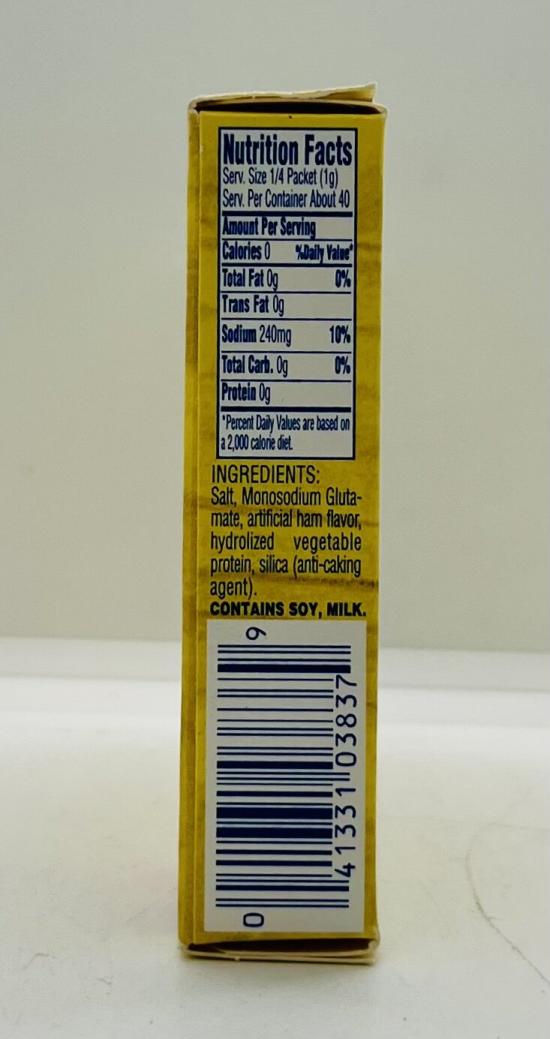 Nutrition Facts
Serv. Size 1/4 Packet (1g)
Serv. Per Container About 40
Amount Per Serving
Calories 0 %Daily Value*
Total Fat 0g 0%
Trans Fat 0g
Sodium 240mg 10%
Total Carb. 0g 0%
Protein 0g
*Percent Daily Values are based on
a 2,000 calorie diet.
INGREDIENTS:
Salt, Monosodium Gluta-
mate, artificial ham flavor,
hydrolized vegetable
protein, silica (anti-caking
agent).
CONTAINS SOY, MILK.
0 41331 03837 9